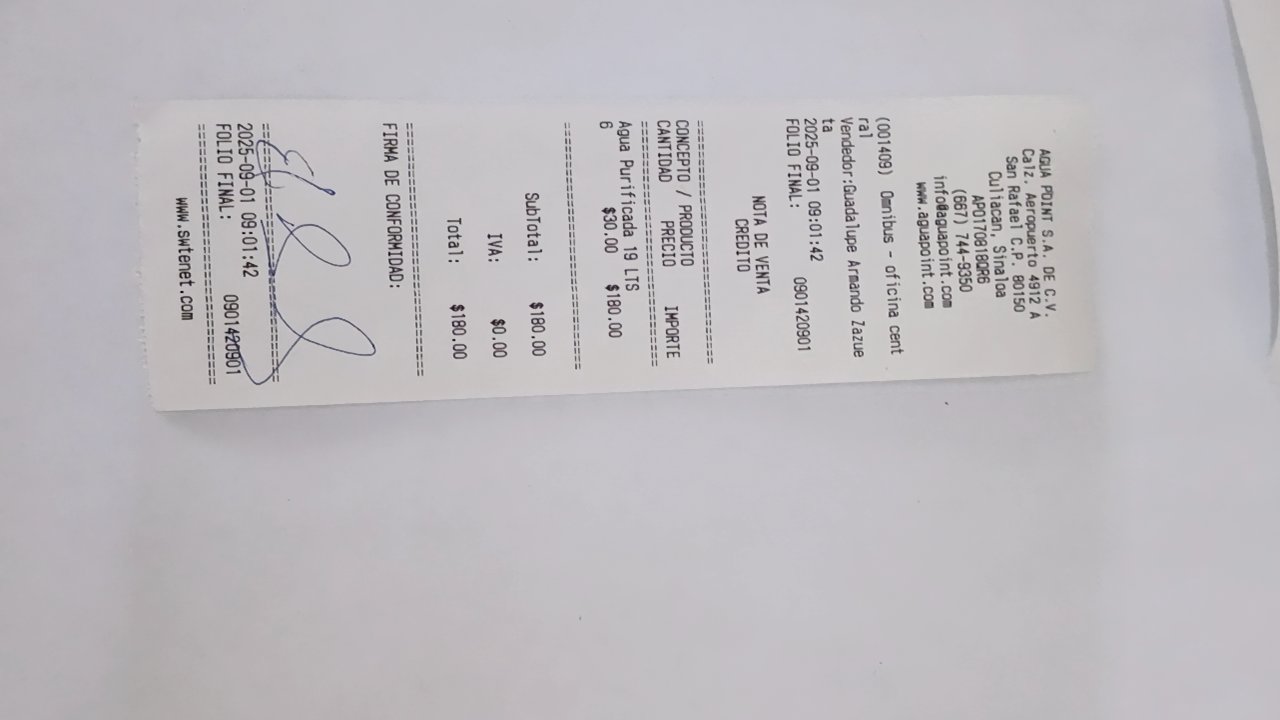 AGUA POINT S.A. DE C.V.
Calz. Aeropuerto 4912 A
San Rafael C.P. 80150
Culiacan, Sinaloa
APO170818QR6
(667) 744-9350
info@aguapoint.com
www.aguapoint.com
(001409) Omnibus - oficina cent
ral
Vendedor:Guadalupe Armando Zazue
ta
2025-09-01 09:01:42
FOLIO FINAL: 0901420901
NOTA DE VENTA
CREDITO
================================
CONCEPTO / PRODUCTO
CANTIDAD PRECIO IMPORTE
================================
Agua Purificada 19 LTS
6 $30.00 $180.00
================================
SubTotal: $180.00
IVA: $0.00
Total: $180.00
================================
FIRMA DE CONFORMIDAD:
================================
2025-09-01 09:01:42
FOLIO FINAL: 0901420901
================================
www.swtenet.com